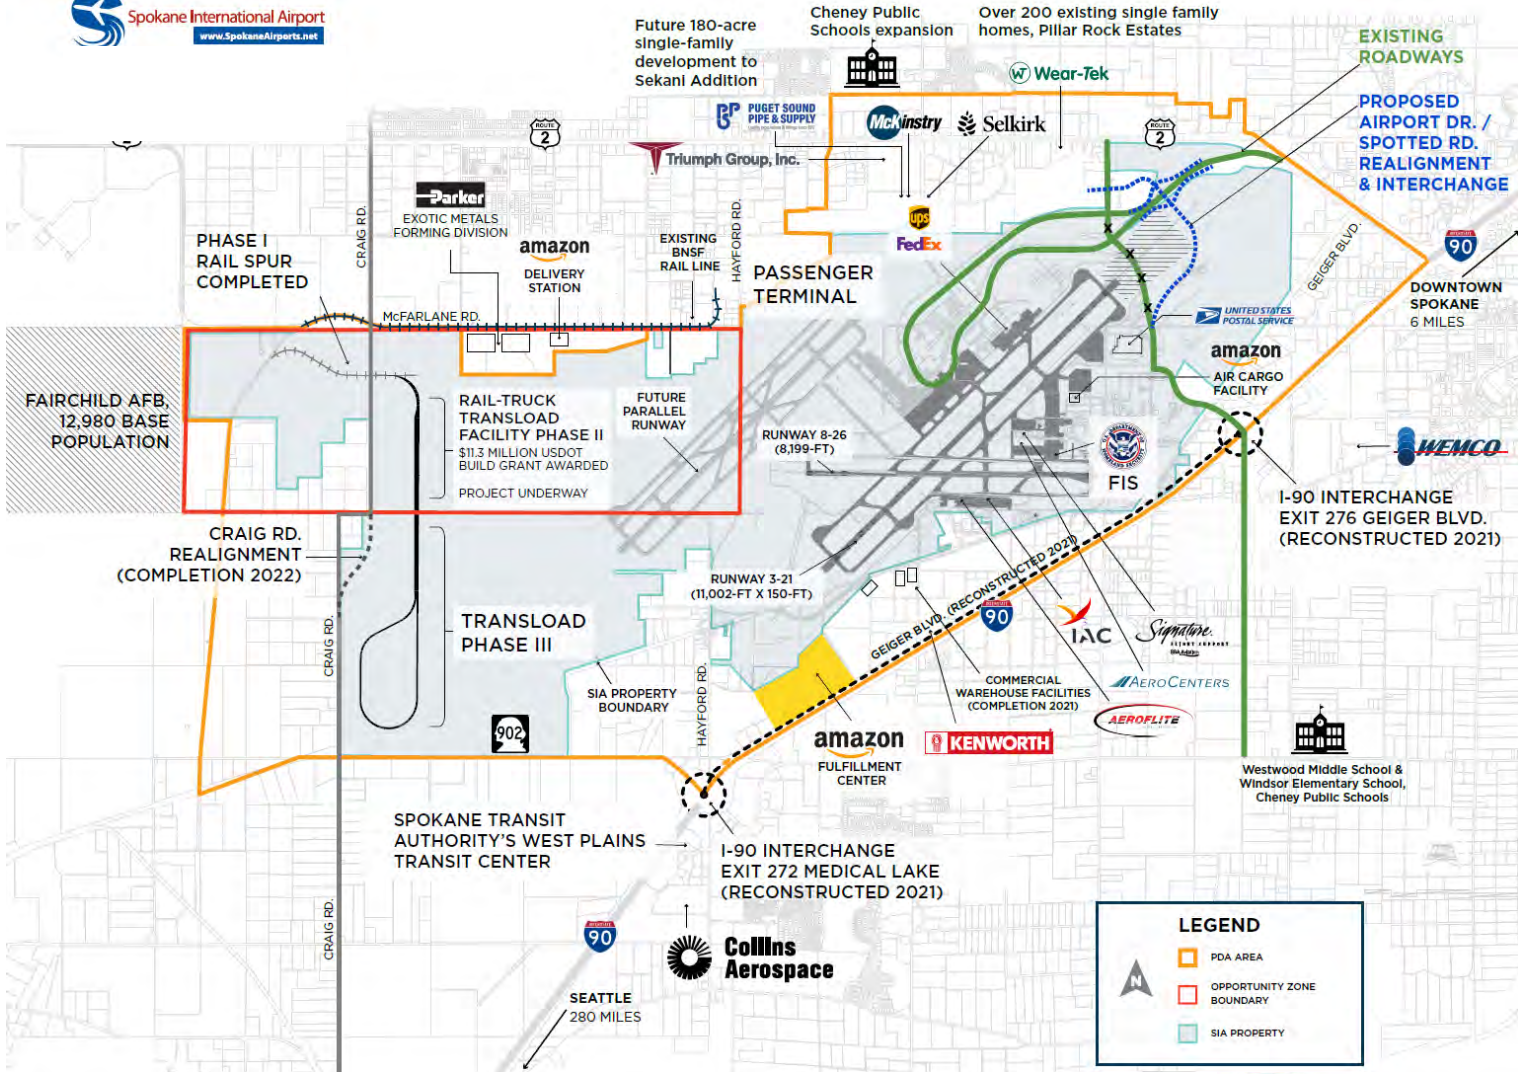 Spokane International Airport
www.SpokaneAirports.net
Future 180-acre
single-family
development to
Sekani Addition
Cheney Public
Schools expansion
Over 200 existing single family
homes, Pillar Rock Estates
EXISTING
ROADWAYS
Wear-Tek
PROPOSED
AIRPORT DR. /
SPOTTED RD.
REALIGNMENT
& INTERCHANGE
PUGET SOUND
PIPE & SUPPLY
McKinstry
Selkirk
ROUTE
2
ROUTE
2
Triumph Group, Inc.
Parker
EXOTIC METALS
FORMING DIVISION
amazon
DELIVERY
STATION
EXISTING
BNSF
RAIL LINE
HAYFORD RD.
CRAIG RD.
PHASE I
RAIL SPUR
COMPLETED
ups
FedEx
PASSENGER
TERMINAL
GEIGER BLVD.
90
DOWNTOWN
SPOKANE
6 MILES
McFARLANE RD.
UNITED STATES
POSTAL SERVICE
amazon
AIR CARGO
FACILITY
FAIRCHILD AFB,
12,980 BASE
POPULATION
RAIL-TRUCK
TRANSLOAD
FACILITY PHASE II
$11.3 MILLION USDOT
BUILD GRANT AWARDED
PROJECT UNDERWAY
FUTURE
PARALLEL
RUNWAY
RUNWAY 8-26
(8,199-FT)
FIS
WEMCO
I-90 INTERCHANGE
EXIT 276 GEIGER BLVD.
(RECONSTRUCTED 2021)
CRAIG RD.
REALIGNMENT
(COMPLETION 2022)
RUNWAY 3-21
(11,002-FT X 150-FT)
GEIGER BLVD. (RECONSTRUCTED 2021)
90
TRANSLOAD
PHASE III
CRAIG RD.
IAC
Signature
AEROCENTERS
SIA PROPERTY
BOUNDARY
HAYFORD RD.
COMMERCIAL
WAREHOUSE FACILITIES
(COMPLETION 2021)
AEROFLITE
902
amazon
FULFILLMENT
CENTER
KENWORTH
Westwood Middle School &
Windsor Elementary School,
Cheney Public Schools
SPOKANE TRANSIT
AUTHORITY'S WEST PLAINS
TRANSIT CENTER
I-90 INTERCHANGE
EXIT 272 MEDICAL LAKE
(RECONSTRUCTED 2021)
CRAIG RD.
90
Collins
Aerospace
SEATTLE
280 MILES
N
LEGEND
PDA AREA
OPPORTUNITY ZONE
BOUNDARY
SIA PROPERTY